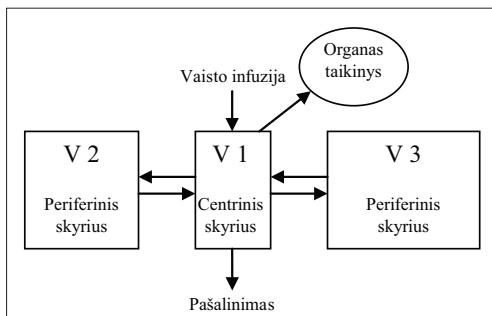 Organas
taikinys
Vaisto infuzija
V 2
Periferinis
skyrius
V 1
Centrinis
skyrius
V 3
Periferinis
skyrius
Pašalinimas